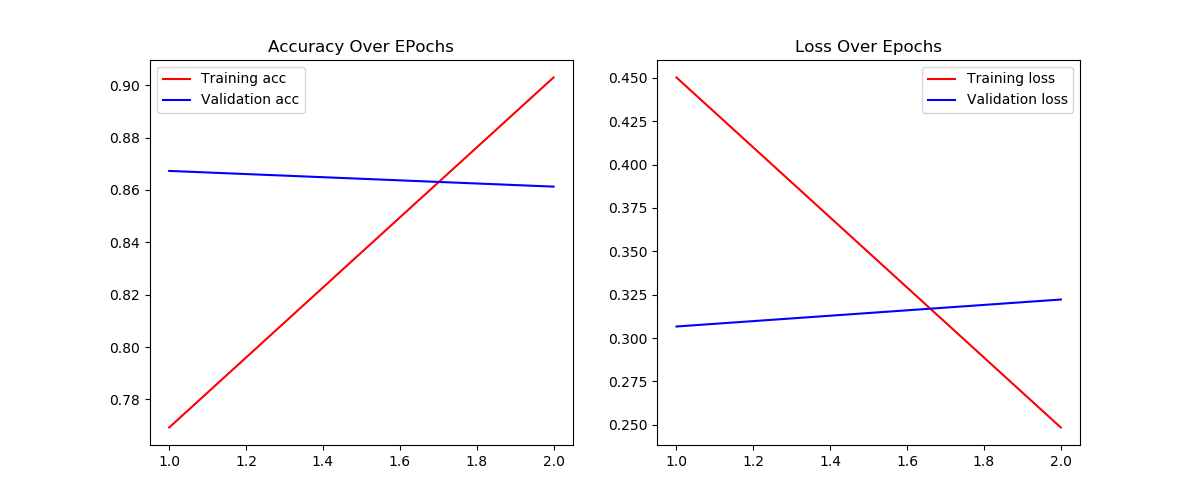 Accuracy Over EPochs
Training acc
Validation acc
0.90
0.88
0.86
0.84
0.82
0.80
0.78
1.0 1.2 1.4 1.6 1.8 2.0
Loss Over Epochs
Training loss
Validation loss
0.450
0.425
0.400
0.375
0.350
0.325
0.300
0.275
0.250
1.0 1.2 1.4 1.6 1.8 2.0